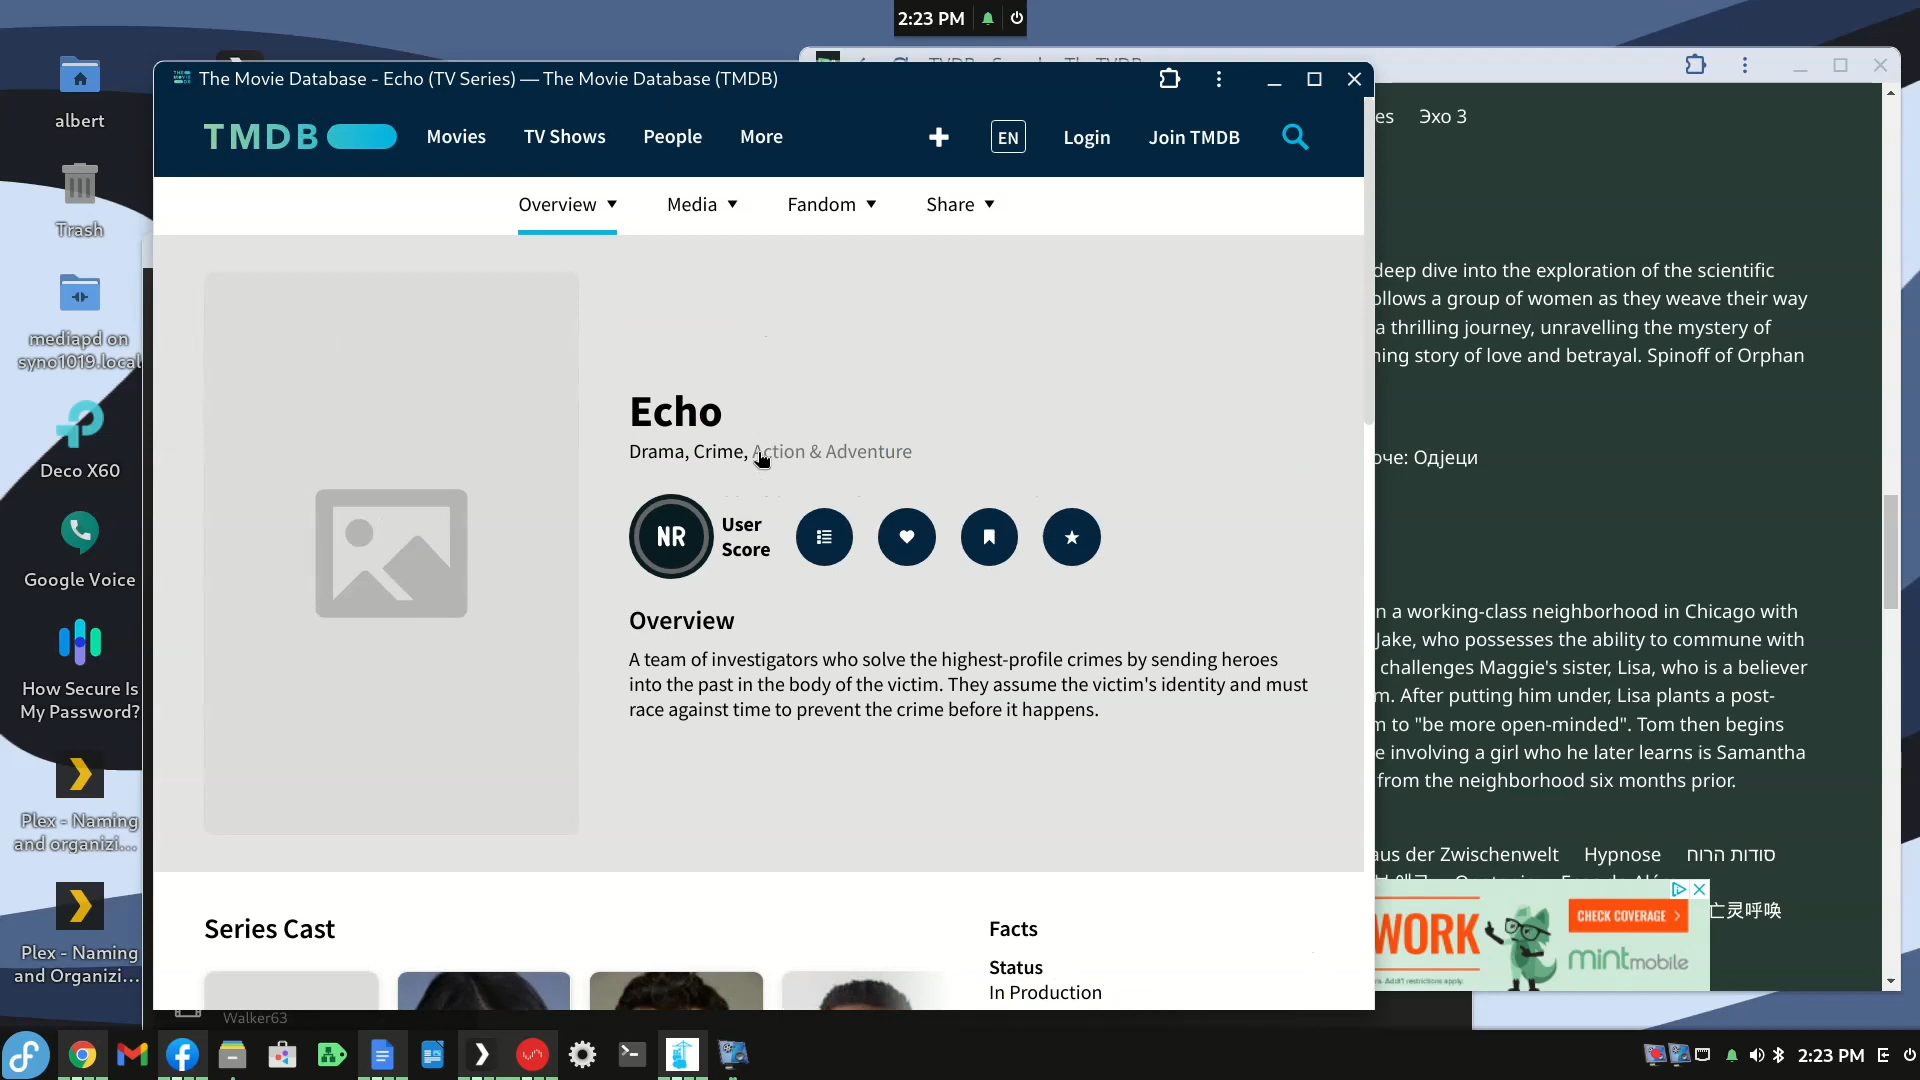 2:23 PM
albert
Trash
mediapd on
syno1019.local
Deco X60
Google Voice
How Secure Is
My Password?
Plex - Naming
and organizi...
Plex - Naming
and Organizi...
The Movie Database - Echo (TV Series) — The Movie Database (TMDB)
TMDB
Movies
TV Shows
People
More
EN
Login
Join TMDB
Overview
Media
Fandom
Share
Echo
Drama, Crime, Action & Adventure
NR
User
Score
Overview
A team of investigators who solve the highest-profile crimes by sending heroes
into the past in the body of the victim. They assume the victim's identity and must
race against time to prevent the crime before it happens.
Series Cast
Facts
Status
In Production
Walker63
es Эхо 3
deep dive into the exploration of the scientific
ollows a group of women as they weave their way
a thrilling journey, unravelling the mystery of
ning story of love and betrayal. Spinoff of Orphan
оче: Одјеци
n a working-class neighborhood in Chicago with
Jake, who possesses the ability to commune with
challenges Maggie's sister, Lisa, who is a believer
m. After putting him under, Lisa plants a post-
m to "be more open-minded". Tom then begins
e involving a girl who he later learns is Samantha
from the neighborhood six months prior.
aus der Zwischenwelt Hypnose סודות הרוח
亡灵呼唤
WORK
CHECK COVERAGE
mint mobile
2:23 PM